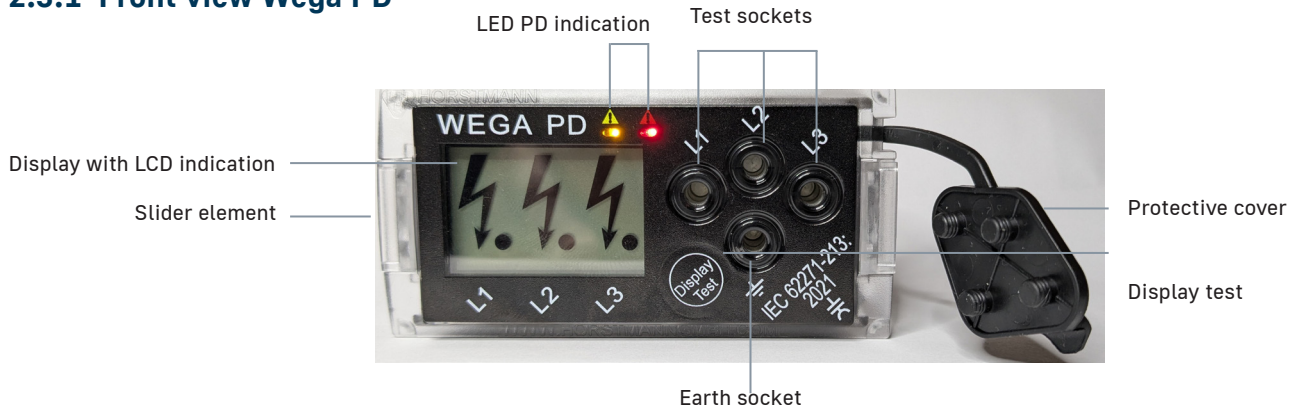 2.3.1 Front view Wega PD
LED PD indication
Test sockets
HORSTMANN
WEGA PD
L1
L2
L3
Display with LCD indication
Slider element
Protective cover
Display
Test
IEC 62271-213:
2021
L1
L2
L3
Display test
Earth socket